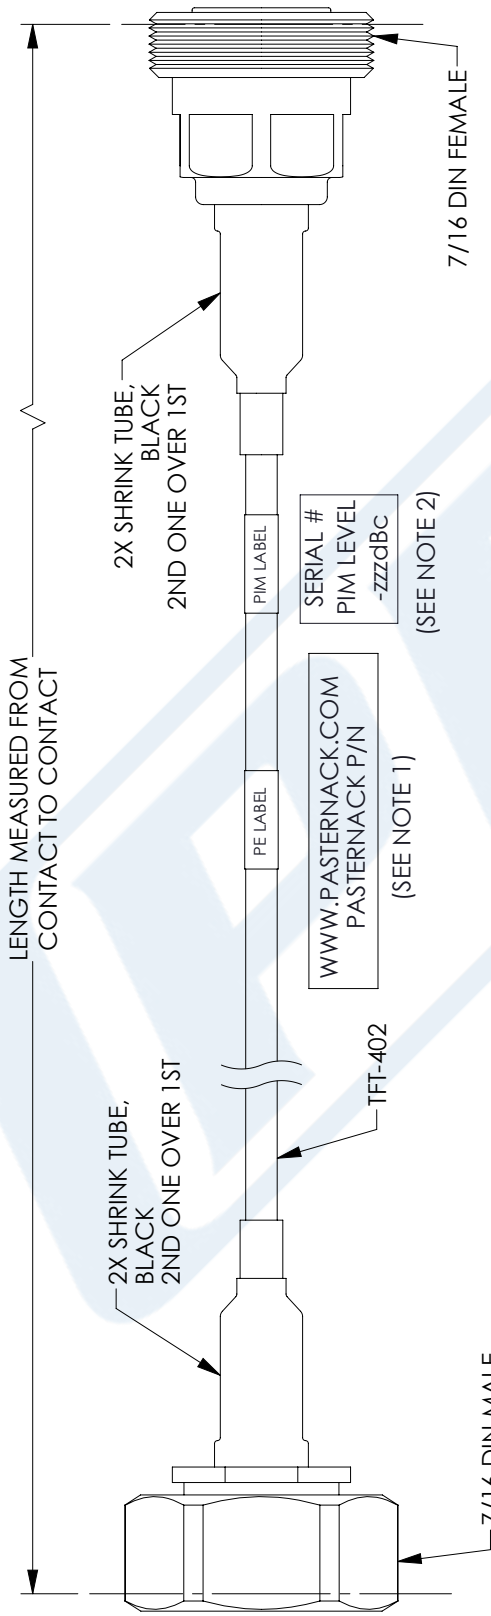 LENGTH MEASURED FROM
CONTACT TO CONTACT
2X SHRINK TUBE,
BLACK
2ND ONE OVER 1ST
2X SHRINK TUBE,
BLACK
2ND ONE OVER 1ST
PE LABEL
PIM LABEL
WWW.PASTERNACK.COM
PASTERNACK P/N
(SEE NOTE 1)
SERIAL #
PIM LEVEL
-zzzdBc
(SEE NOTE 2)
TFT-402
7/16 DIN MALE
7/16 DIN FEMALE